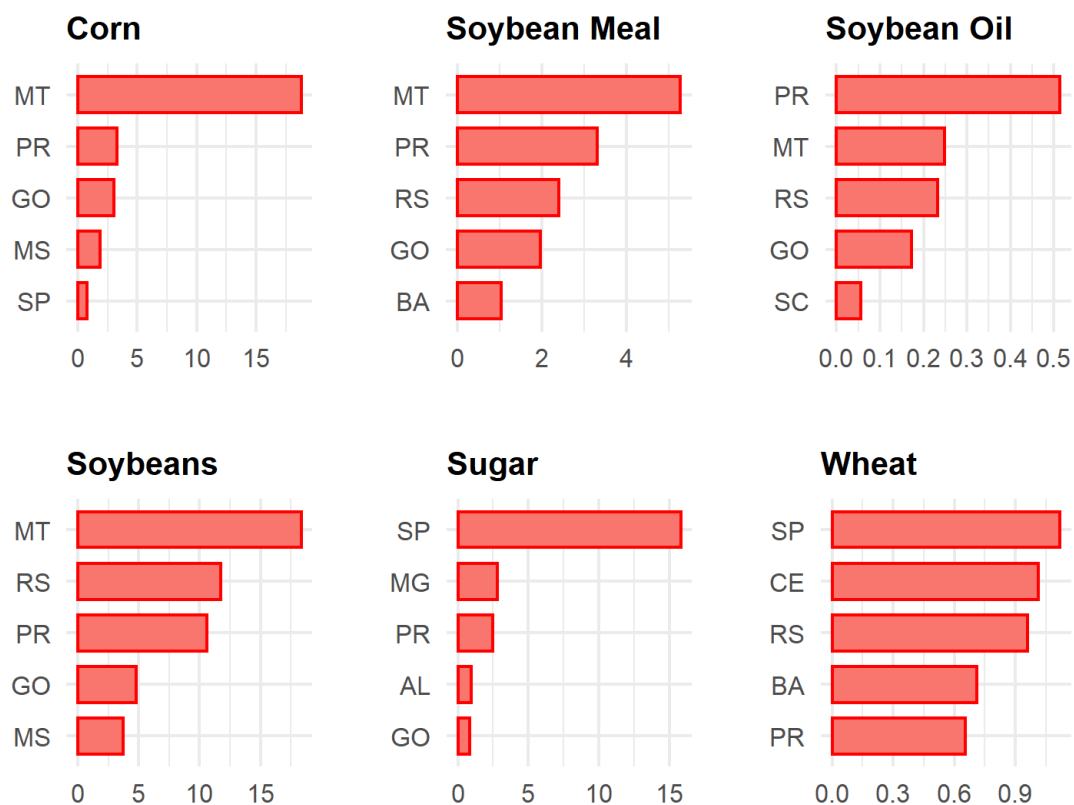 Corn
MT
PR
GO
MS
SP
0 5 10 15
Soybean Meal
MT
PR
RS
GO
BA
0 2 4
Soybean Oil
PR
MT
RS
GO
SC
0.0 0.1 0.2 0.3 0.4 0.5
Soybeans
MT
RS
PR
GO
MS
0 5 10 15
Sugar
SP
MG
PR
AL
GO
0 5 10 15
Wheat
SP
CE
RS
BA
PR
0.0 0.3 0.6 0.9